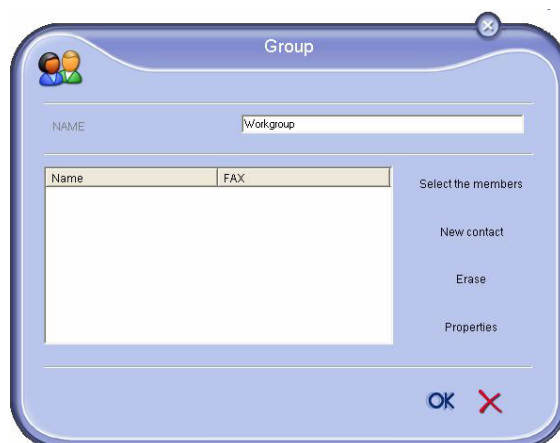 Group
NAME
Workgroup
Name FAX
Select the members
New contact
Erase
Properties
OK